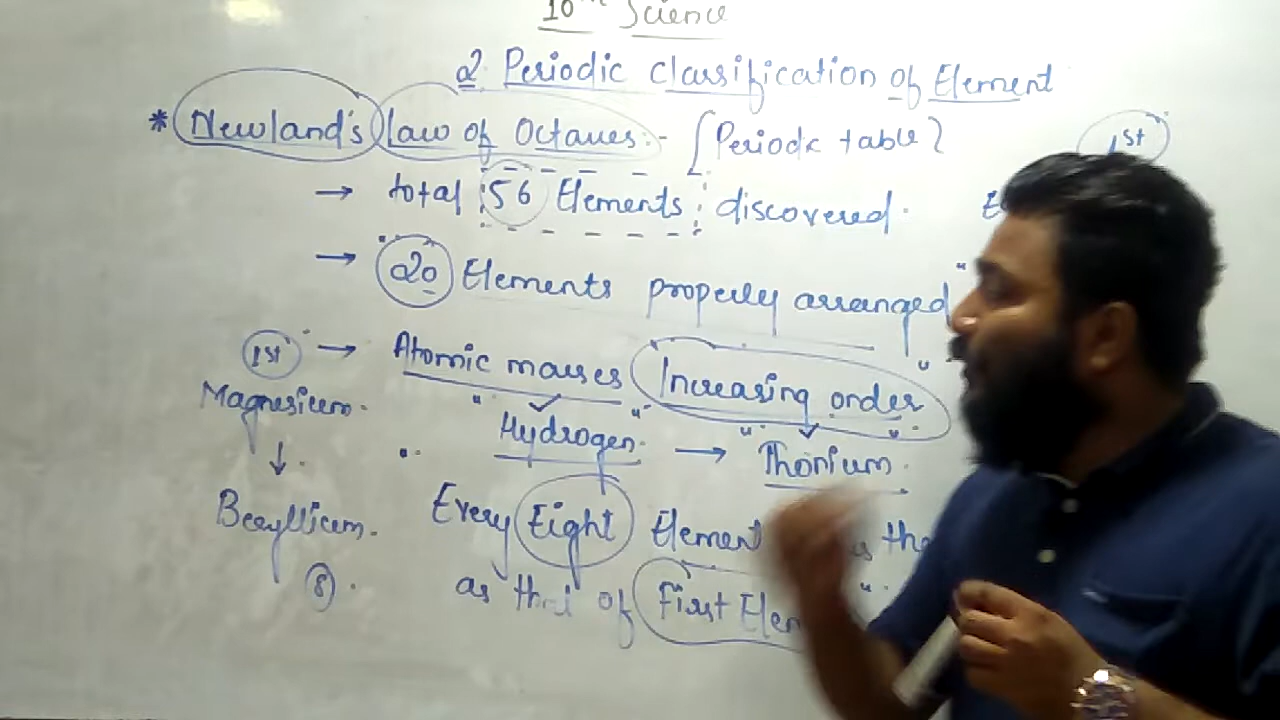 10th Science
2. Periodic Classification of Element
* Newland's law of Octaves:- [Periodic table]
1st
→ total 56 Elements discovered.
→ 20 Elements properly arranged
1st → Atomic masses Increasing order
Magnesium.
↓
Beryllium.
8.
"Hydrogen" → "Thorium"
Every Eight Element the
as that of First